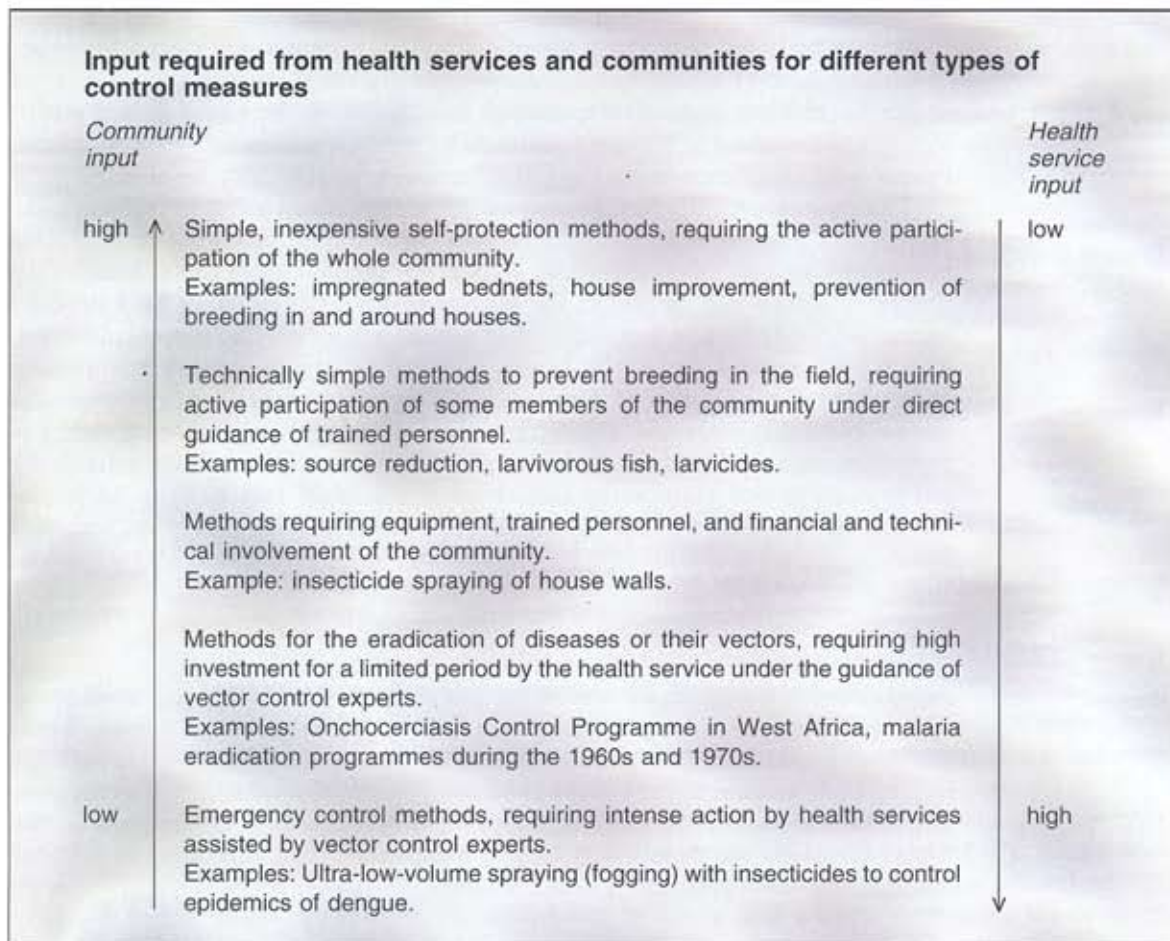 Input required from health services and communities for different types of
control measures
Community
input
Health
service
input
high
Simple, inexpensive self-protection methods, requiring the active partici-
pation of the whole community.
Examples: impregnated bednets, house improvement, prevention of
breeding in and around houses.
low
Technically simple methods to prevent breeding in the field, requiring
active participation of some members of the community under direct
guidance of trained personnel.
Examples: source reduction, larvivorous fish, larvicides.
Methods requiring equipment, trained personnel, and financial and techni-
cal involvement of the community.
Example: insecticide spraying of house walls.
Methods for the eradication of diseases or their vectors, requiring high
investment for a limited period by the health service under the guidance of
vector control experts.
Examples: Onchocerciasis Control Programme in West Africa, malaria
eradication programmes during the 1960s and 1970s.
low
Emergency control methods, requiring intense action by health services
assisted by vector control experts.
Examples: Ultra-low-volume spraying (fogging) with insecticides to control
epidemics of dengue.
high